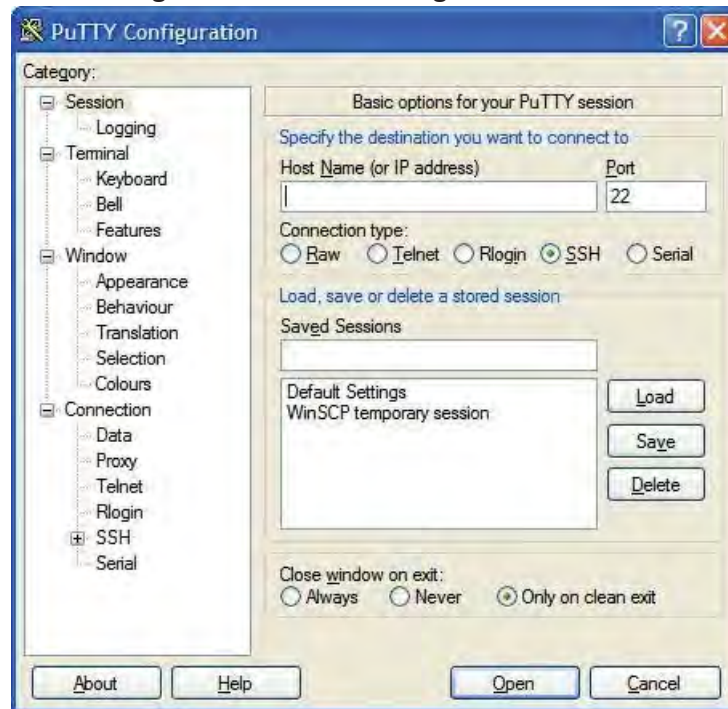 PuTTY Configuration
Category:
Session
Logging
Terminal
Keyboard
Bell
Features
Window
Appearance
Behaviour
Translation
Selection
Colours
Connection
Data
Proxy
Telnet
Rlogin
SSH
Serial
Basic options for your PuTTY session
Specify the destination you want to connect to
Host Name (or IP address) Port
22
Connection type:
Raw Telnet Rlogin SSH Serial
Load, save or delete a stored session
Saved Sessions
Default Settings
WinSCP temporary session
Load
Save
Delete
Close window on exit:
Always Never Only on clean exit
About Help Open Cancel